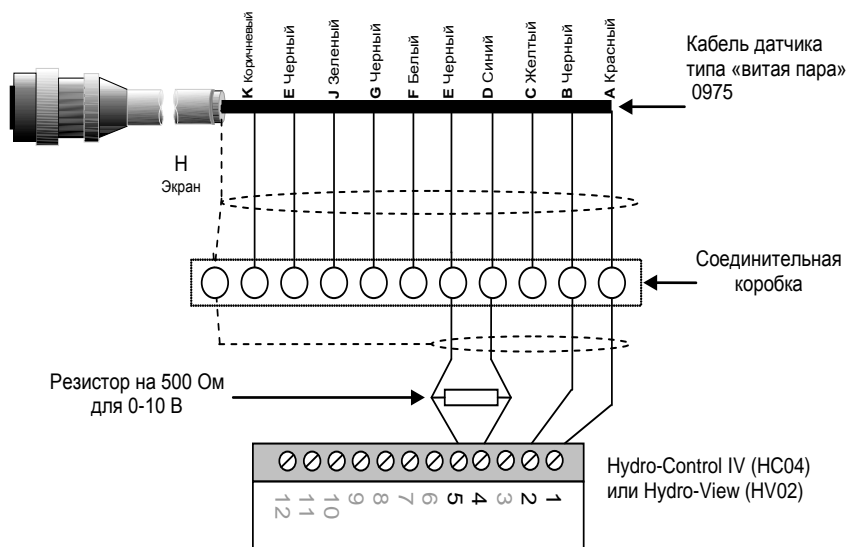 K Коричневый
E Черный
J Зеленый
G Черный
F Белый
E Черный
D Синий
C Желтый
B Черный
A Красный
Кабель датчика
типа «витая пара»
0975
H
Экран
Соединительная
коробка
Резистор на 500 Ом
для 0-10 В
Hydro-Control IV (HC04)
или Hydro-View (HV02)
12 11 10 9 8 7 6 5 4 3 2 1